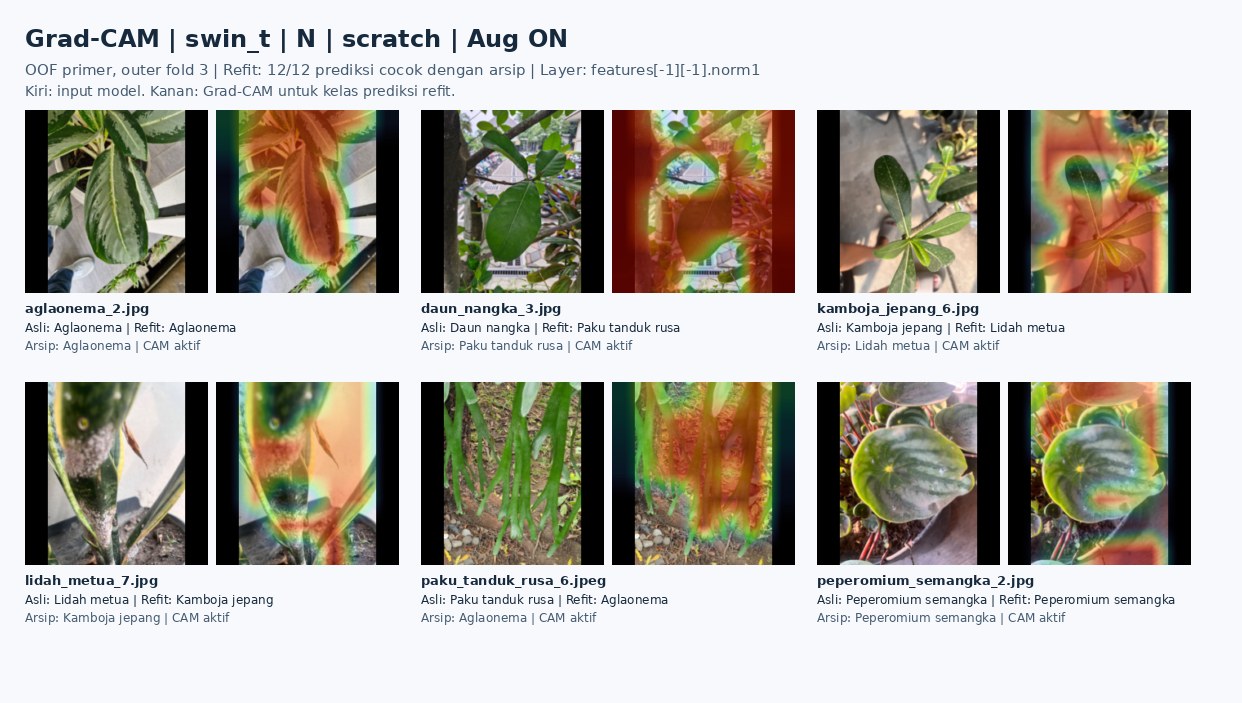 Grad-CAM | swin_t | N | scratch | Aug ON
OOF primer, outer fold 3 | Refit: 12/12 prediksi cocok dengan arsip | Layer: features[-1][-1].norm1
Kiri: input model. Kanan: Grad-CAM untuk kelas prediksi refit.
aglaonema_2.jpg
Asli: Aglaonema | Refit: Aglaonema
Arsip: Aglaonema | CAM aktif
daun_nangka_3.jpg
Asli: Daun nangka | Refit: Paku tanduk rusa
Arsip: Paku tanduk rusa | CAM aktif
kamboja_jepang_6.jpg
Asli: Kamboja jepang | Refit: Lidah metua
Arsip: Lidah metua | CAM aktif
lidah_metua_7.jpg
Asli: Lidah metua | Refit: Kamboja jepang
Arsip: Kamboja jepang | CAM aktif
paku_tanduk_rusa_6.jpeg
Asli: Paku tanduk rusa | Refit: Aglaonema
Arsip: Aglaonema | CAM aktif
peperomium_semangka_2.jpg
Asli: Peperomium semangka | Refit: Peperomium semangka
Arsip: Peperomium semangka | CAM aktif